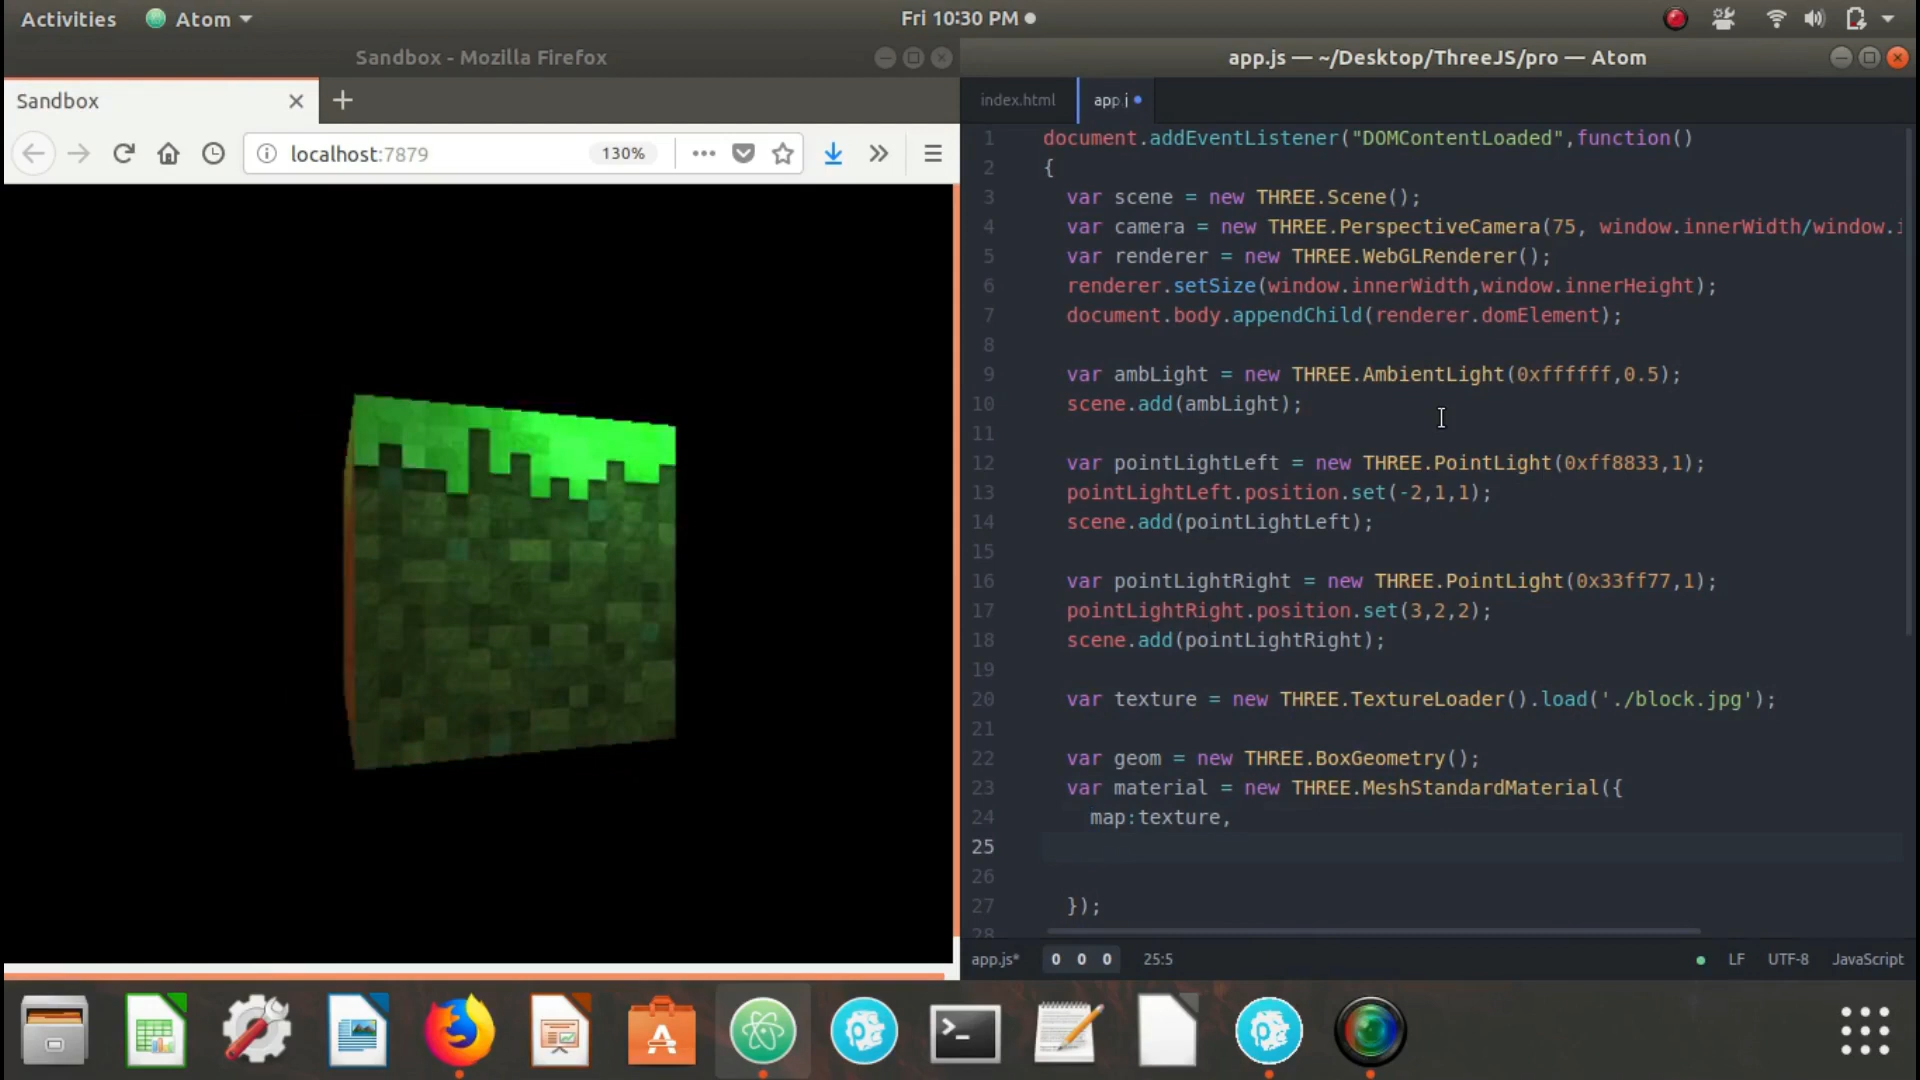 Activities
Atom
Fri 10:30 PM
Sandbox - Mozilla Firefox
app.js — ~/Desktop/ThreeJS/pro — Atom
Sandbox
index.html
app.j
localhost:7879
130%
1 document.addEventListener("DOMContentLoaded",function()
2 {
3 var scene = new THREE.Scene();
4 var camera = new THREE.PerspectiveCamera(75, window.innerWidth/window.i
5 var renderer = new THREE.WebGLRenderer();
6 renderer.setSize(window.innerWidth,window.innerHeight);
7 document.body.appendChild(renderer.domElement);
8
9 var ambLight = new THREE.AmbientLight(0xffffff,0.5);
10 scene.add(ambLight);
11
12 var pointLightLeft = new THREE.PointLight(0xff8833,1);
13 pointLightLeft.position.set(-2,1,1);
14 scene.add(pointLightLeft);
15
16 var pointLightRight = new THREE.PointLight(0x33ff77,1);
17 pointLightRight.position.set(3,2,2);
18 scene.add(pointLightRight);
19
20 var texture = new THREE.TextureLoader().load('./block.jpg');
21
22 var geom = new THREE.BoxGeometry();
23 var material = new THREE.MeshStandardMaterial({
24 map:texture,
25
26
27 });
28
app.js* 0 0 0 25:5 LF UTF-8 JavaScript